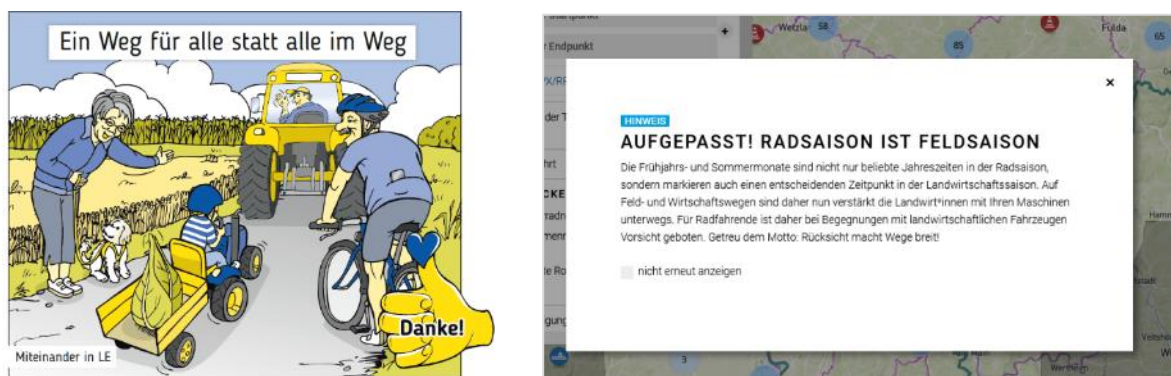 Ein Weg für alle statt alle im Weg
Danke!
Miteinander in LE
Startpunkt
Endpunkt
+
Wetzlar
58
85
Fulda
65
×
HINWEIS
AUFGEPASST! RADSAISON IST FELDSAISON
Die Frühjahrs- und Sommermonate sind nicht nur beliebte Jahreszeiten in der Radsaison,
sondern markieren auch einen entscheidenden Zeitpunkt in der Landwirtschaftssaison. Auf
Feld- und Wirtschaftswegen sind daher nun verstärkt die Landwirt*innen mit Ihren Maschinen
unterwegs. Für Radfahrende ist daher bei Begegnungen mit landwirtschaftlichen Fahrzeugen
Vorsicht geboten. Getreu dem Motto: Rücksicht macht Wege breit!
nicht erneut anzeigen
3
Wertheim